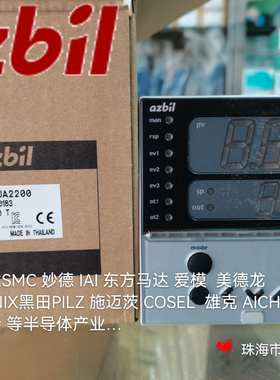 azbil
azbil
azbil
man
pv
rsp
ev1
ev2
ev3
sp
ot1
out
ot2
mode
JA2200
MADE IN THAILAND
SMC 妙德 IAI 东方马达 爱模 美德龙
NIX黑田PILZ 施迈茨 COSEL 雄克 AICH
等半导体产业...
珠海市